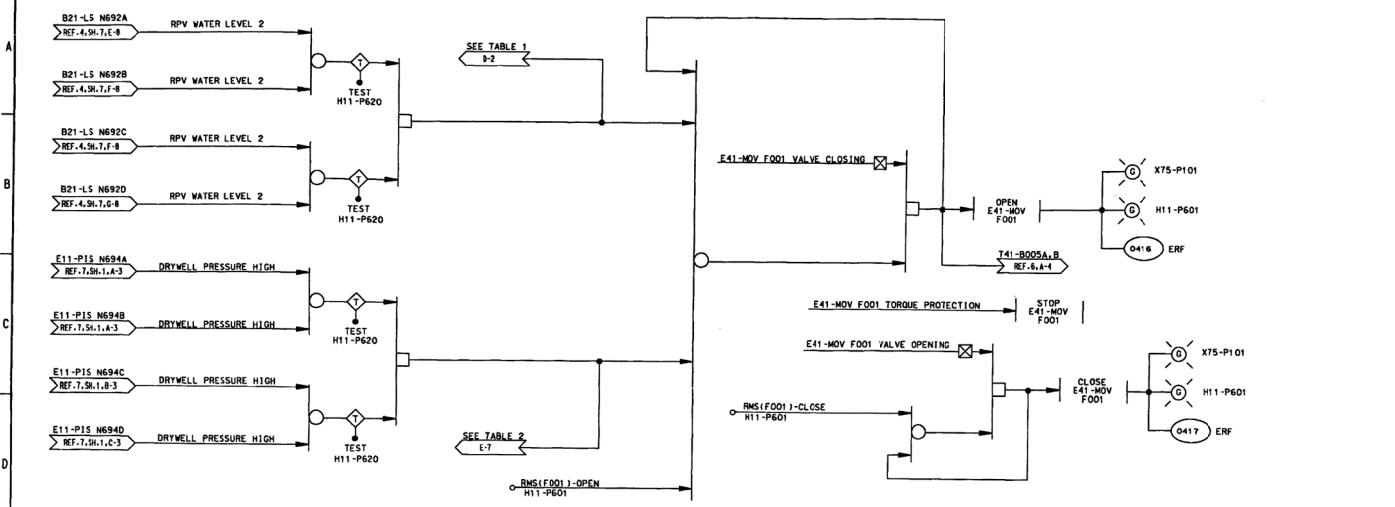 A
B
C
D
B21-LS N692A
REF.4,SH.7,E-8
RPV WATER LEVEL 2
B21-LS N692B
REF.4,SH.7,F-8
RPV WATER LEVEL 2
T
TEST
H11-P620
B21-LS N692C
REF.4,SH.7,F-8
RPV WATER LEVEL 2
B21-LS N692D
REF.4,SH.7,G-8
RPV WATER LEVEL 2
T
TEST
H11-P620
E11-PIS N694A
REF.7,SH.1,A-3
DRYWELL PRESSURE HIGH
E11-PIS N694B
REF.7,SH.1,A-3
DRYWELL PRESSURE HIGH
T
TEST
H11-P620
E11-PIS N694C
REF.7,SH.1,B-3
DRYWELL PRESSURE HIGH
E11-PIS N694D
REF.7,SH.1,C-3
DRYWELL PRESSURE HIGH
T
TEST
H11-P620
SEE TABLE 1
D-2
SEE TABLE 2
E-7
RMS(F001)-OPEN
H11-P601
E41-MOV F001 VALVE CLOSING
OPEN
E41-MOV
F001
G
X75-P101
G
H11-P601
0416
ERF
T41-B005A,B
REF.6,A-4
E41-MOV F001 TORQUE PROTECTION
STOP
E41-MOV
F001
E41-MOV F001 VALVE OPENING
RMS(F001)-CLOSE
H11-P601
CLOSE
E41-MOV
F001
G
X75-P101
G
H11-P601
0417
ERF